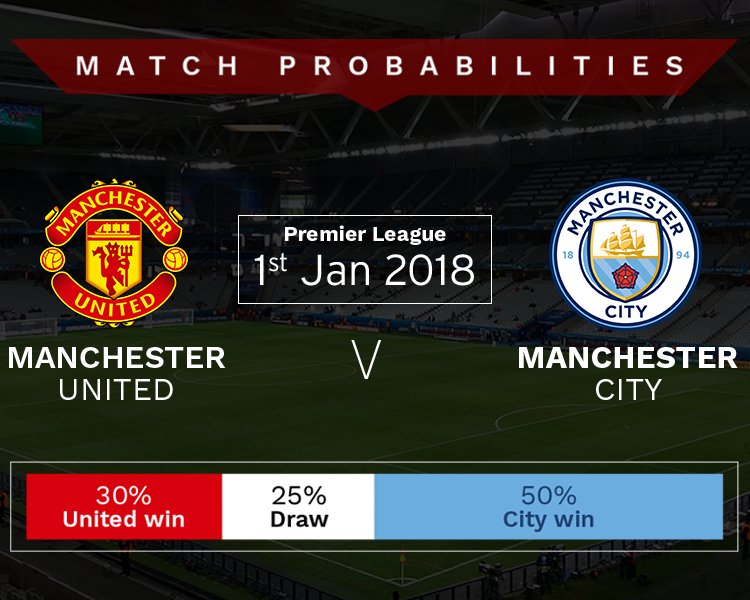 MATCH PROBABILITIES
MANCHESTER
UNITED
Premier League
1st Jan 2018
MANCHESTER
18 94
CITY
MANCHESTER
UNITED
V
MANCHESTER
CITY
30%
United win
25%
Draw
50%
City win